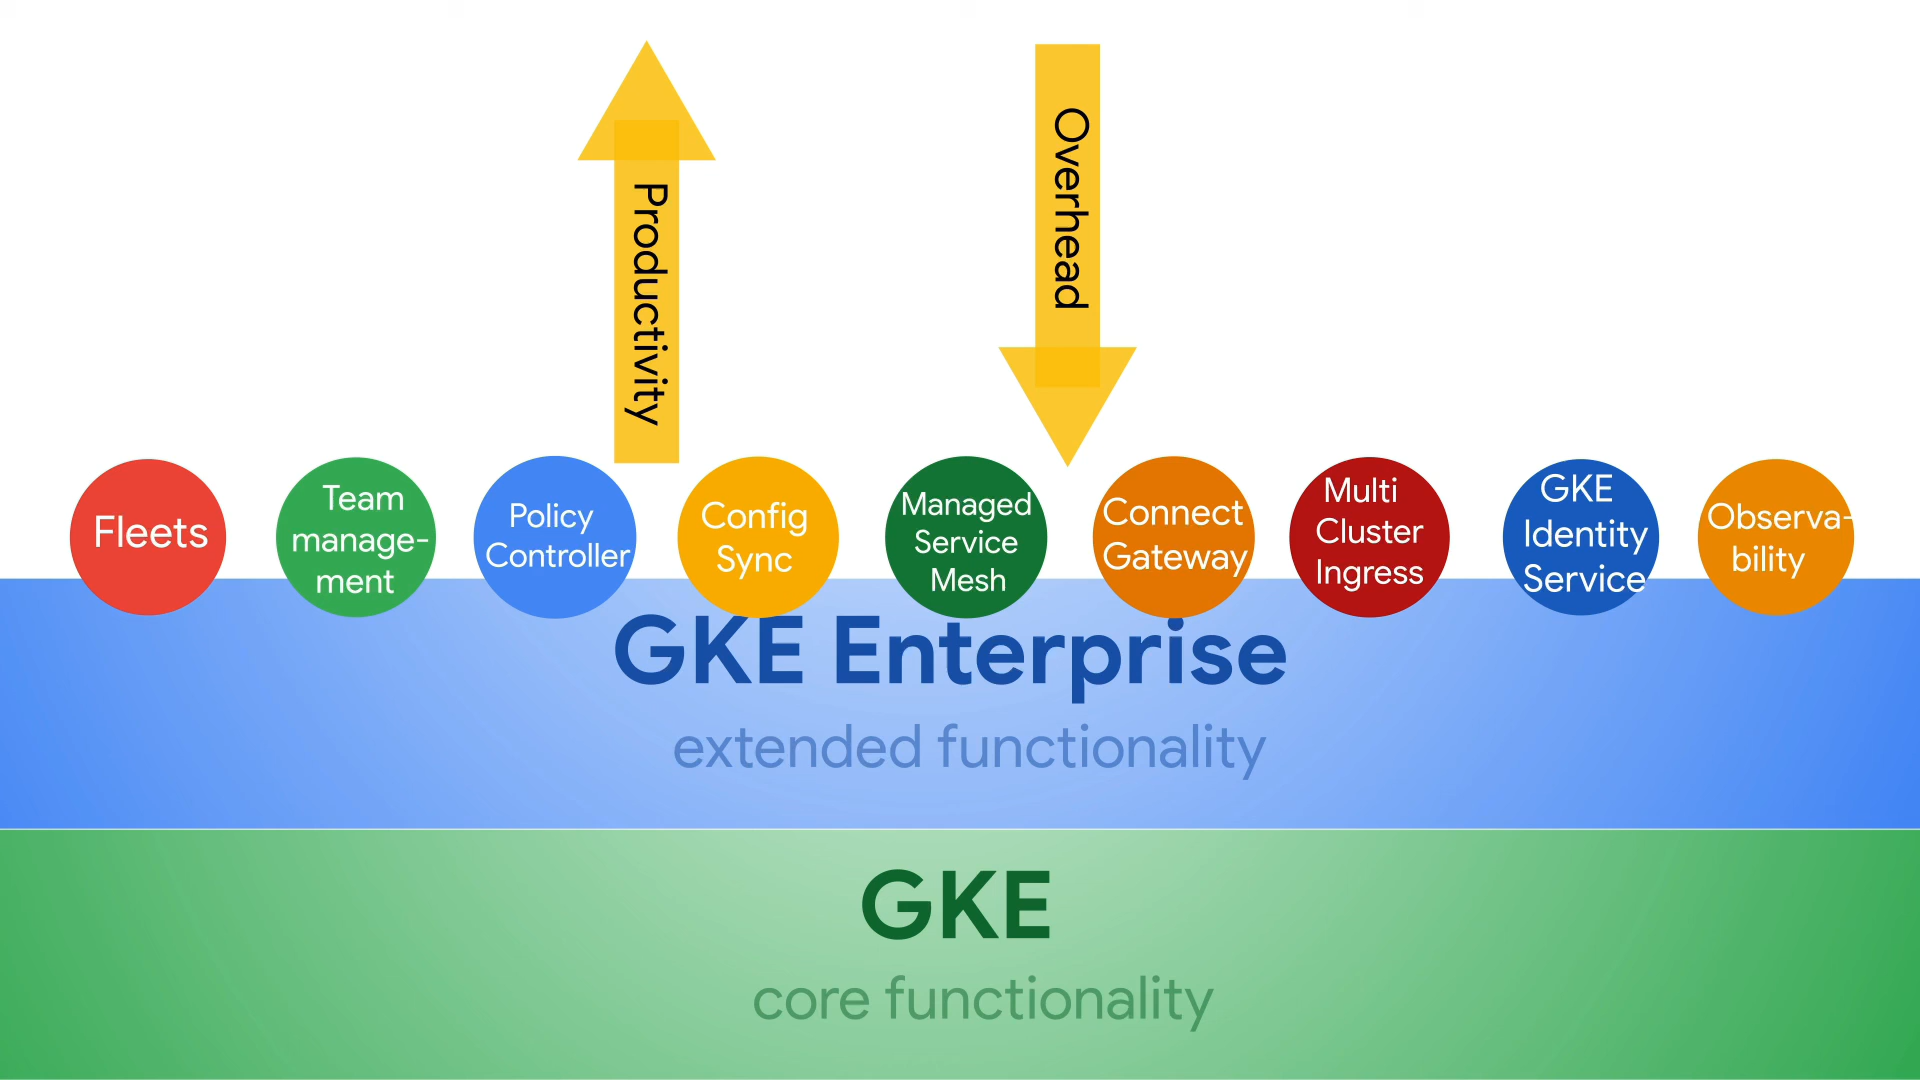 Productivity
Overhead
Fleets
Team
manage-
ment
Policy
Controller
Config
Sync
Managed
Service
Mesh
Connect
Gateway
Multi
Cluster
Ingress
GKE
Identity
Service
Observa-
bility
GKE Enterprise
extended functionality
GKE
core functionality